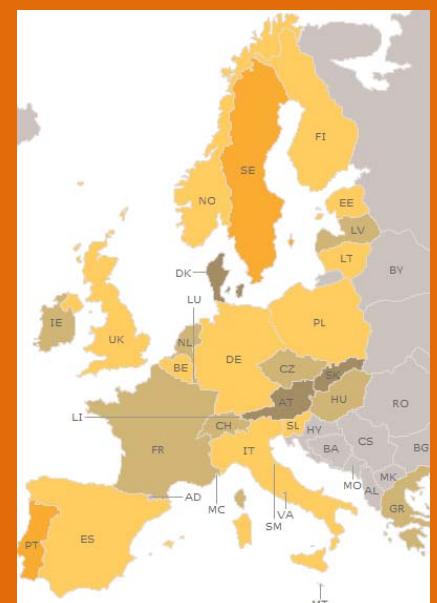 FI
SE
NO
EE
LV
DK
LT
BY
LU
IE
PL
UK
NL
DE
BE
CZ
SK
AT
HU
LI
RO
CH
SL
HY
FR
IT
BA
CS
BG
MO
MK
AD
MC
AL
VA
GR
SM
ES
PT
MT